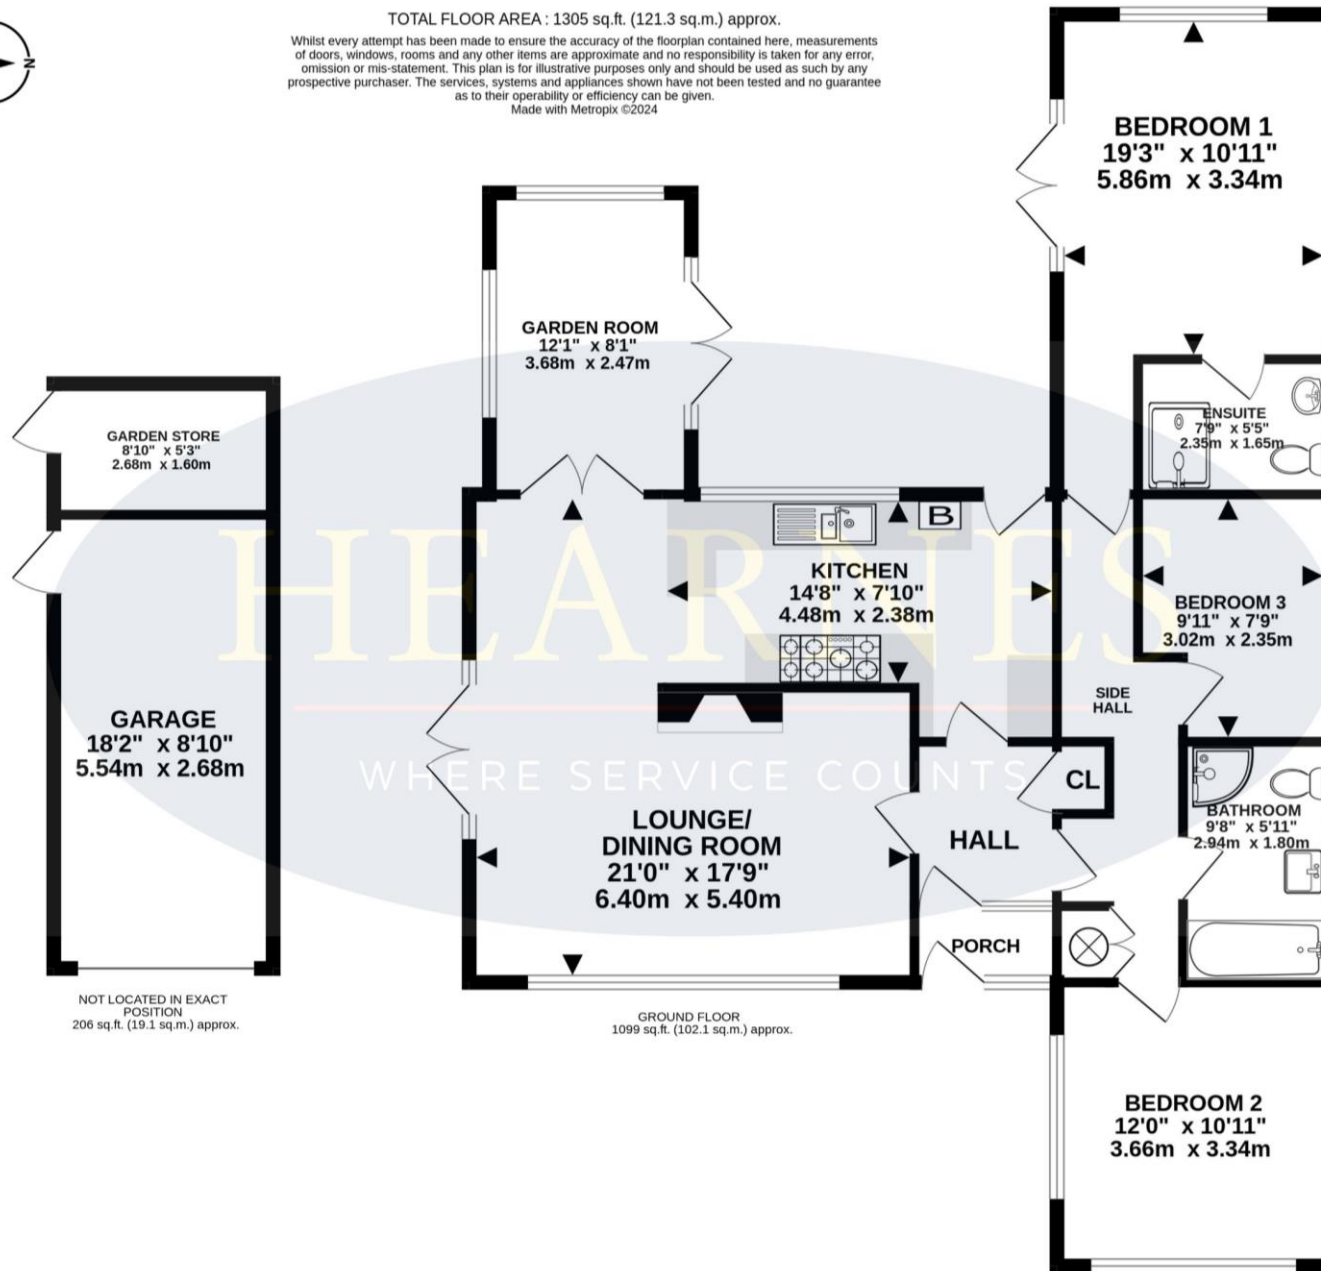 TOTAL FLOOR AREA : 1305 sq.ft. (121.3 sq.m.) approx.
Whilst every attempt has been made to ensure the accuracy of the floorplan contained here, measurements
of doors, windows, rooms and any other items are approximate and no responsibility is taken for any error,
omission or mis-statement. This plan is for illustrative purposes only and should be used as such by any
prospective purchaser. The services, systems and appliances shown have not been tested and no guarantee
as to their operability or efficiency can be given.
Made with Metropix ©2024
N
BEDROOM 1
19'3" x 10'11"
5.86m x 3.34m
GARDEN ROOM
12'1" x 8'1"
3.68m x 2.47m
GARDEN STORE
8'10" x 5'3"
2.68m x 1.60m
ENSUITE
7'9" x 5'5"
2.35m x 1.65m
B
KITCHEN
14'8" x 7'10"
4.48m x 2.38m
BEDROOM 3
9'11" x 7'9"
3.02m x 2.35m
HEARNES
WHERE SERVICE COUNTS
SIDE
HALL
GARAGE
18'2" x 8'10"
5.54m x 2.68m
CL
LOUNGE/
DINING ROOM
21'0" x 17'9"
6.40m x 5.40m
HALL
BATHROOM
9'8" x 5'11"
2.94m x 1.80m
PORCH
NOT LOCATED IN EXACT
POSITION
206 sq.ft. (19.1 sq.m.) approx.
GROUND FLOOR
1099 sq.ft. (102.1 sq.m.) approx.
BEDROOM 2
12'0" x 10'11"
3.66m x 3.34m